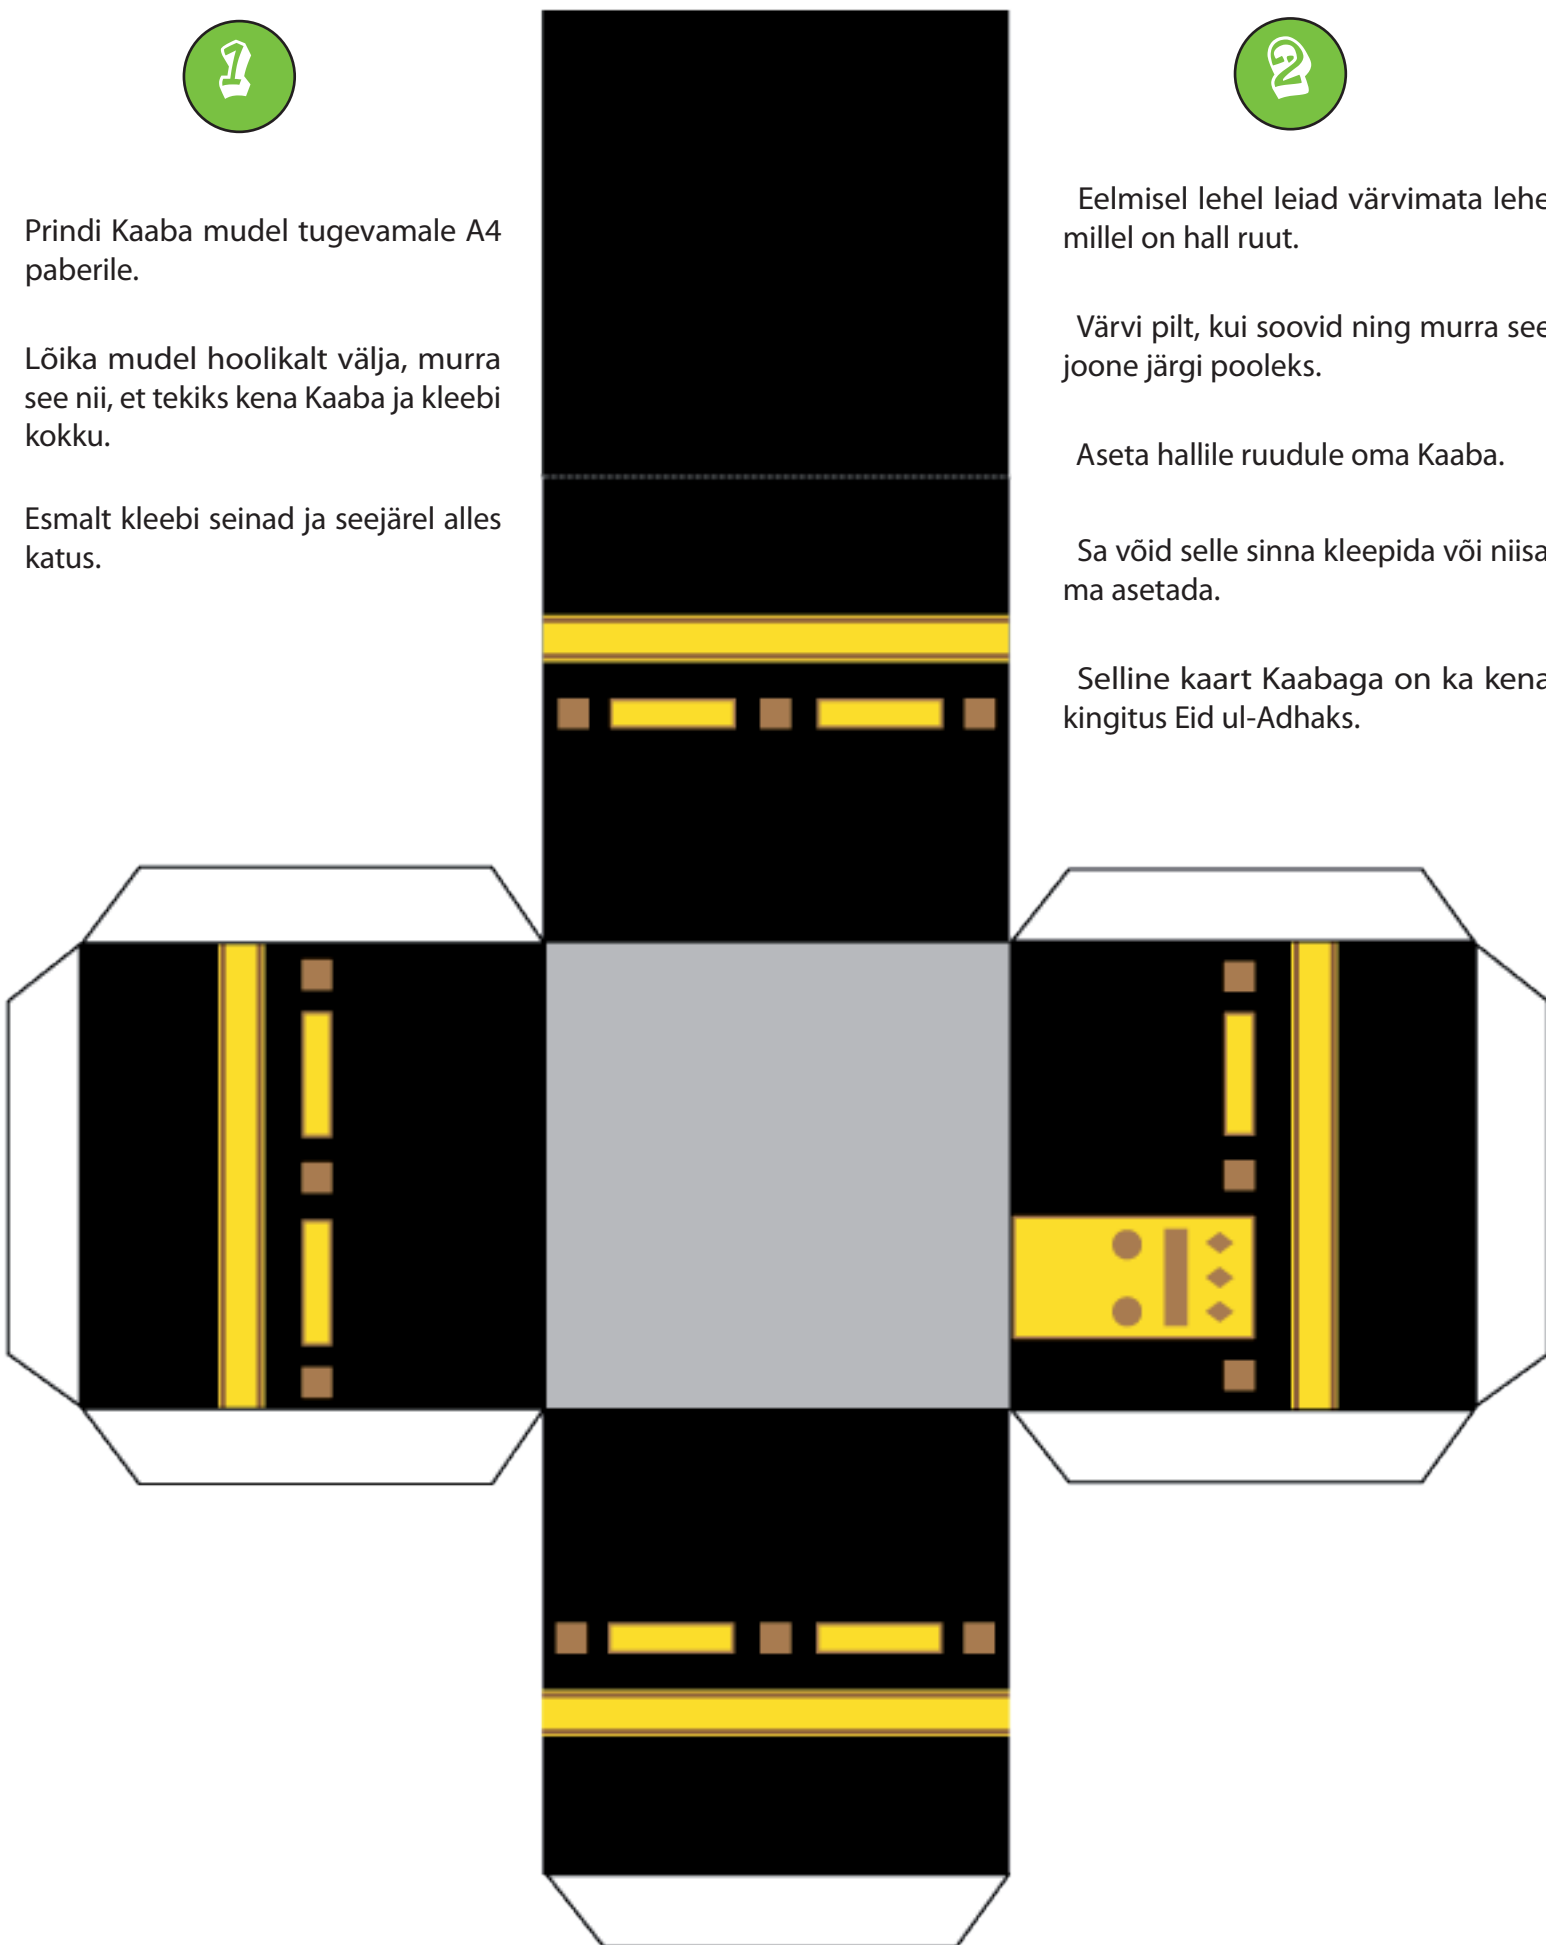 1
Prindi Kaaba mudel tugevamale A4
paberile.
Lõika mudel hoolikalt välja, murra
see nii, et tekiks kena Kaaba ja kleebi
kokku.
Esmalt kleebi seinad ja seejärel alles
katus.
2
Eelmisel lehel leiad värvimata lehe
millel on hall ruut.
Värvi pilt, kui soovid ning murra see
joone järgi pooleks.
Aseta hallile ruudule oma Kaaba.
Sa võid selle sinna kleepida või niisa
ma asetada.
Selline kaart Kaabaga on ka kena
kingitus Eid ul-Adhaks.